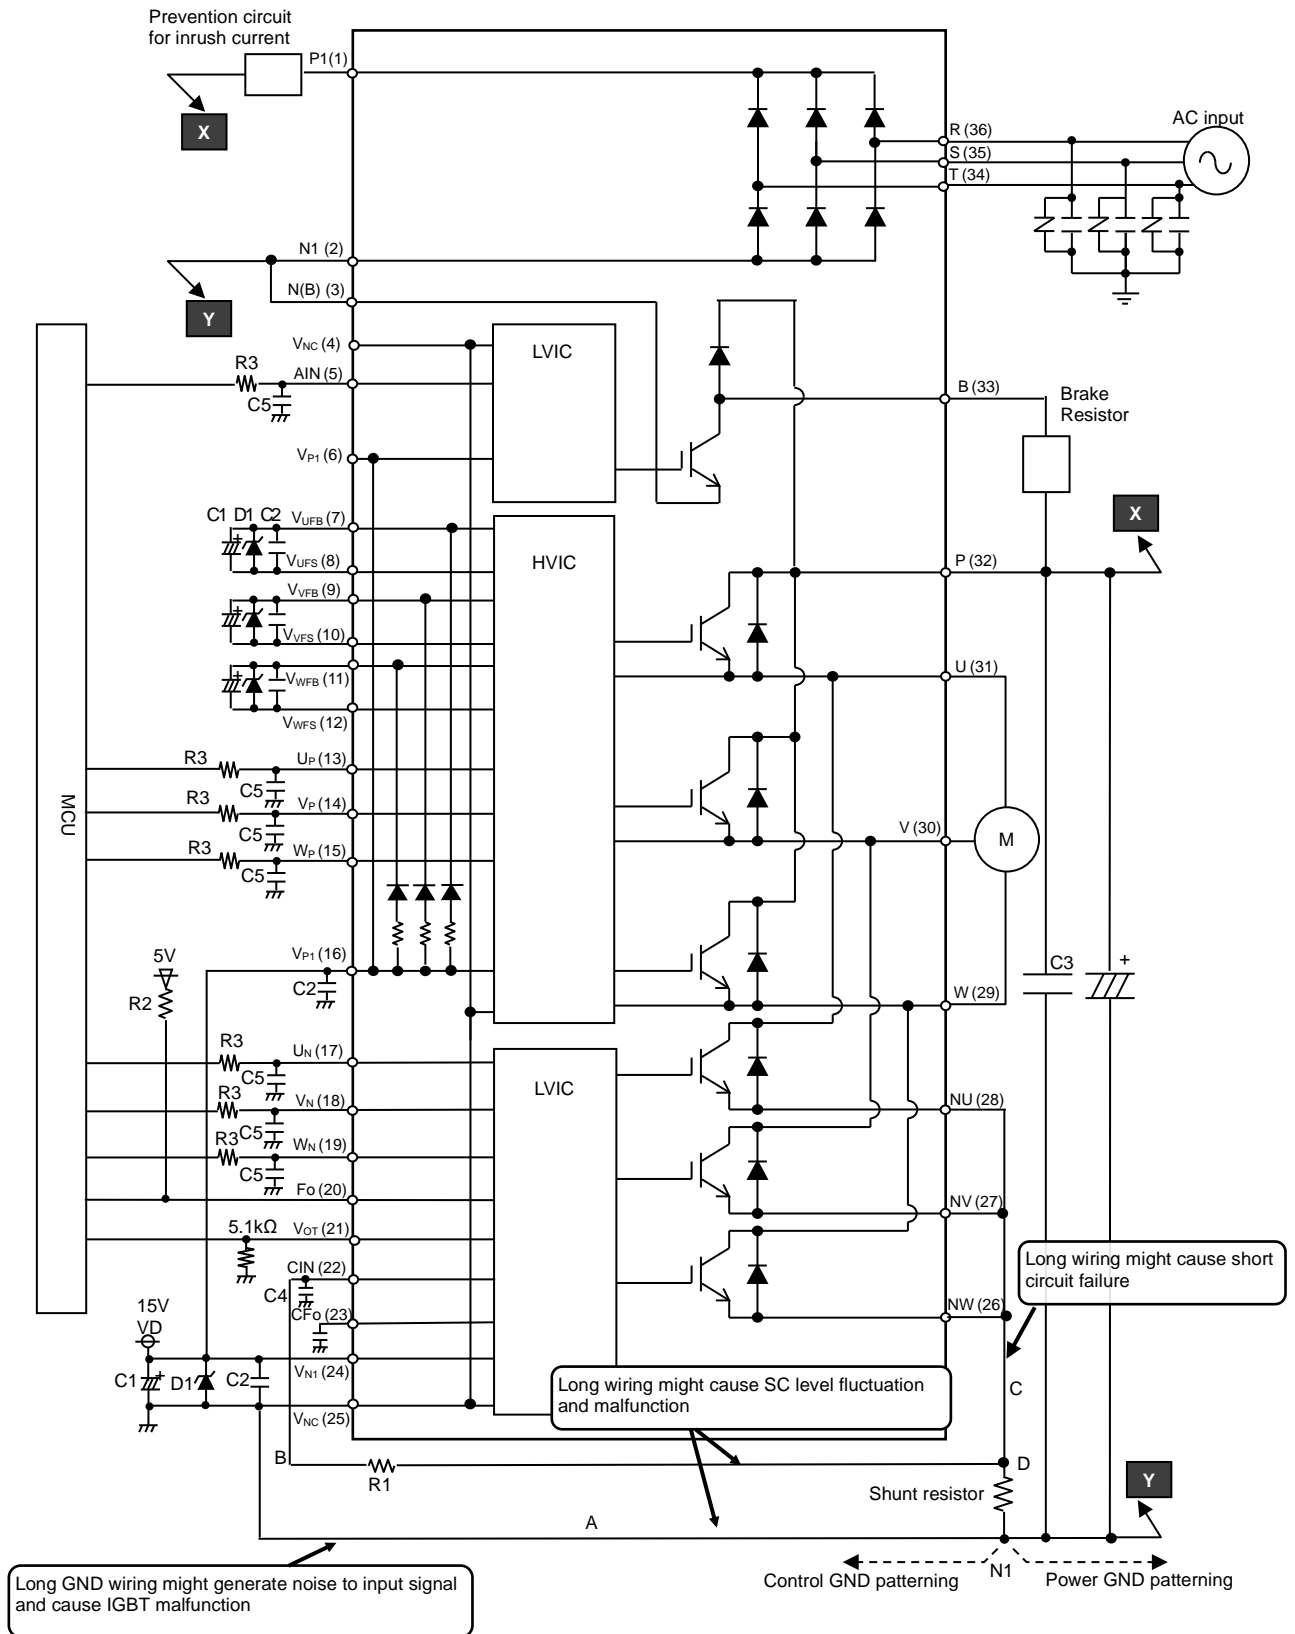 Prevention circuit
for inrush current
P1(1)
X
R (36)
S (35)
T (34)
AC input
N1 (2)
N(B) (3)
Y
VNC (4)
LVIC
R3
AIN (5)
C5
B (33)
Brake
Resistor
VP1 (6)
X
C1 D1 C2
VUFB (7)
VUFS (8)
HVIC
P (32)
VVFB (9)
VVFS (10)
VWFB (11)
U (31)
VWFS (12)
R3
UP (13)
C5
MCU
R3
VP (14)
C5
V (30)
M
R3
WP (15)
C5
5V
VP1 (16)
C2
R2
C3
+
W (29)
R3
UN (17)
C5
LVIC
R3
VN (18)
C5
NU (28)
R3
WN (19)
C5
Fo (20)
NV (27)
5.1kΩ
VOT (21)
CIN (22)
C4
Long wiring might cause short
circuit failure
CFo (23)
NW (26)
15V
VD
VN1 (24)
C1
+
D1
C2
VNC (25)
Long wiring might cause SC level fluctuation
and malfunction
C
B
R1
D
Y
Shunt resistor
A
Long GND wiring might generate noise to input signal
and cause IGBT malfunction
Control GND patterning
N1
Power GND patterning